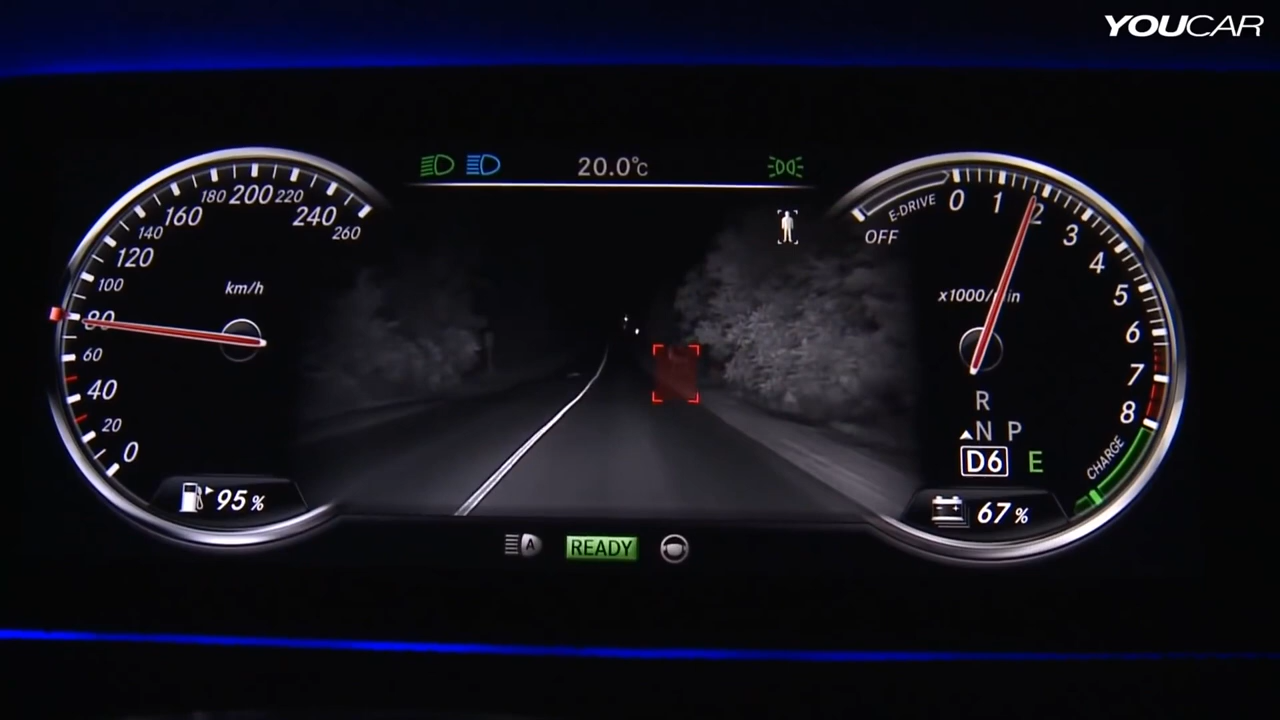 YOUCAR
20.0°C
0
20
40
60
80
100
120
140
160
180
200
220
240
260
km/h
95 %
OFF
E-DRIVE
0
1
2
3
4
5
6
7
8
x1000/min
CHARGE
R
N P
D6 E
67 %
A
READY